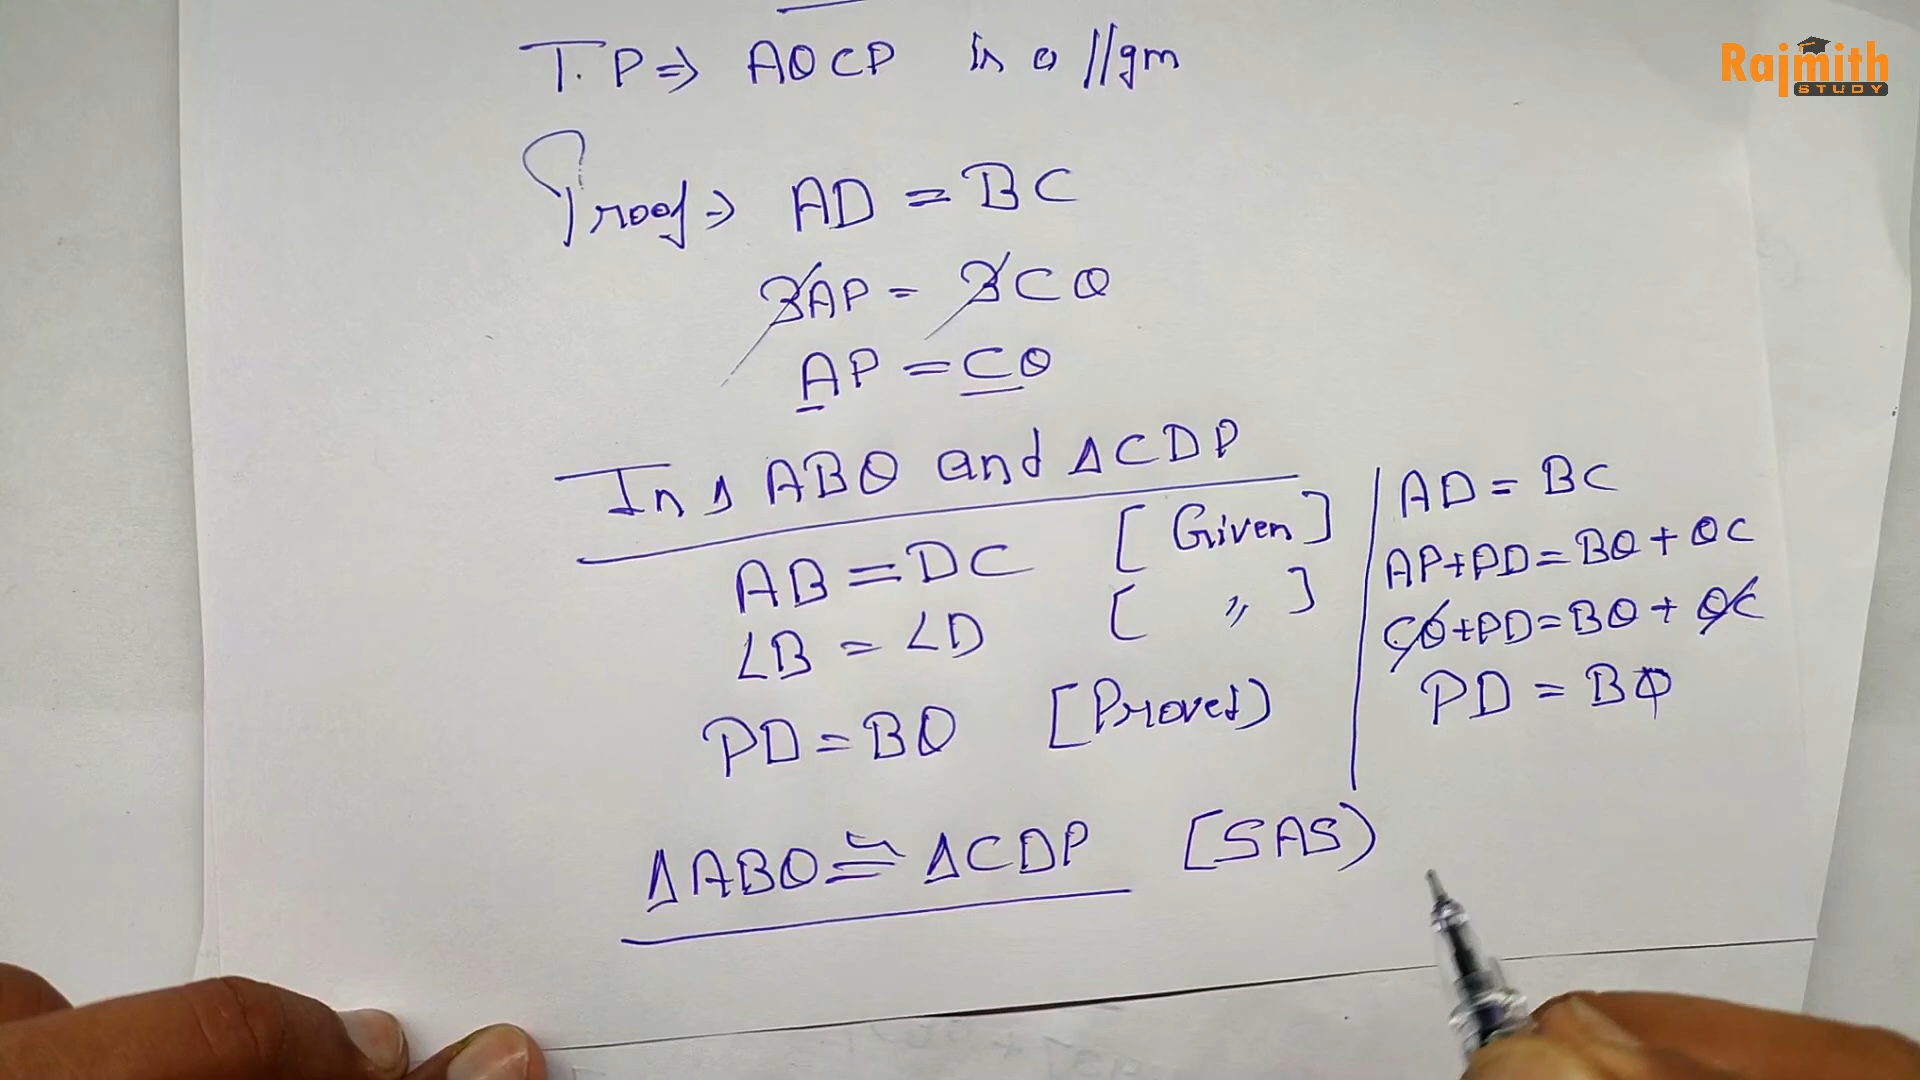 Rajmith
STUDY
T.P⇒ AQCP is a //gm
Proof⇒ AD = BC
3AP = 3CQ
AP = CQ
In Δ ABQ and ΔCDP
AB = DC [Given]
∠B = ∠D [ " ]
PD = BQ [Proved)
ΔABQ ≅ ΔCDP [SAS)
AD = BC
AP+PD = BQ + QC
CQ+PD = BQ + QC
PD = BQ